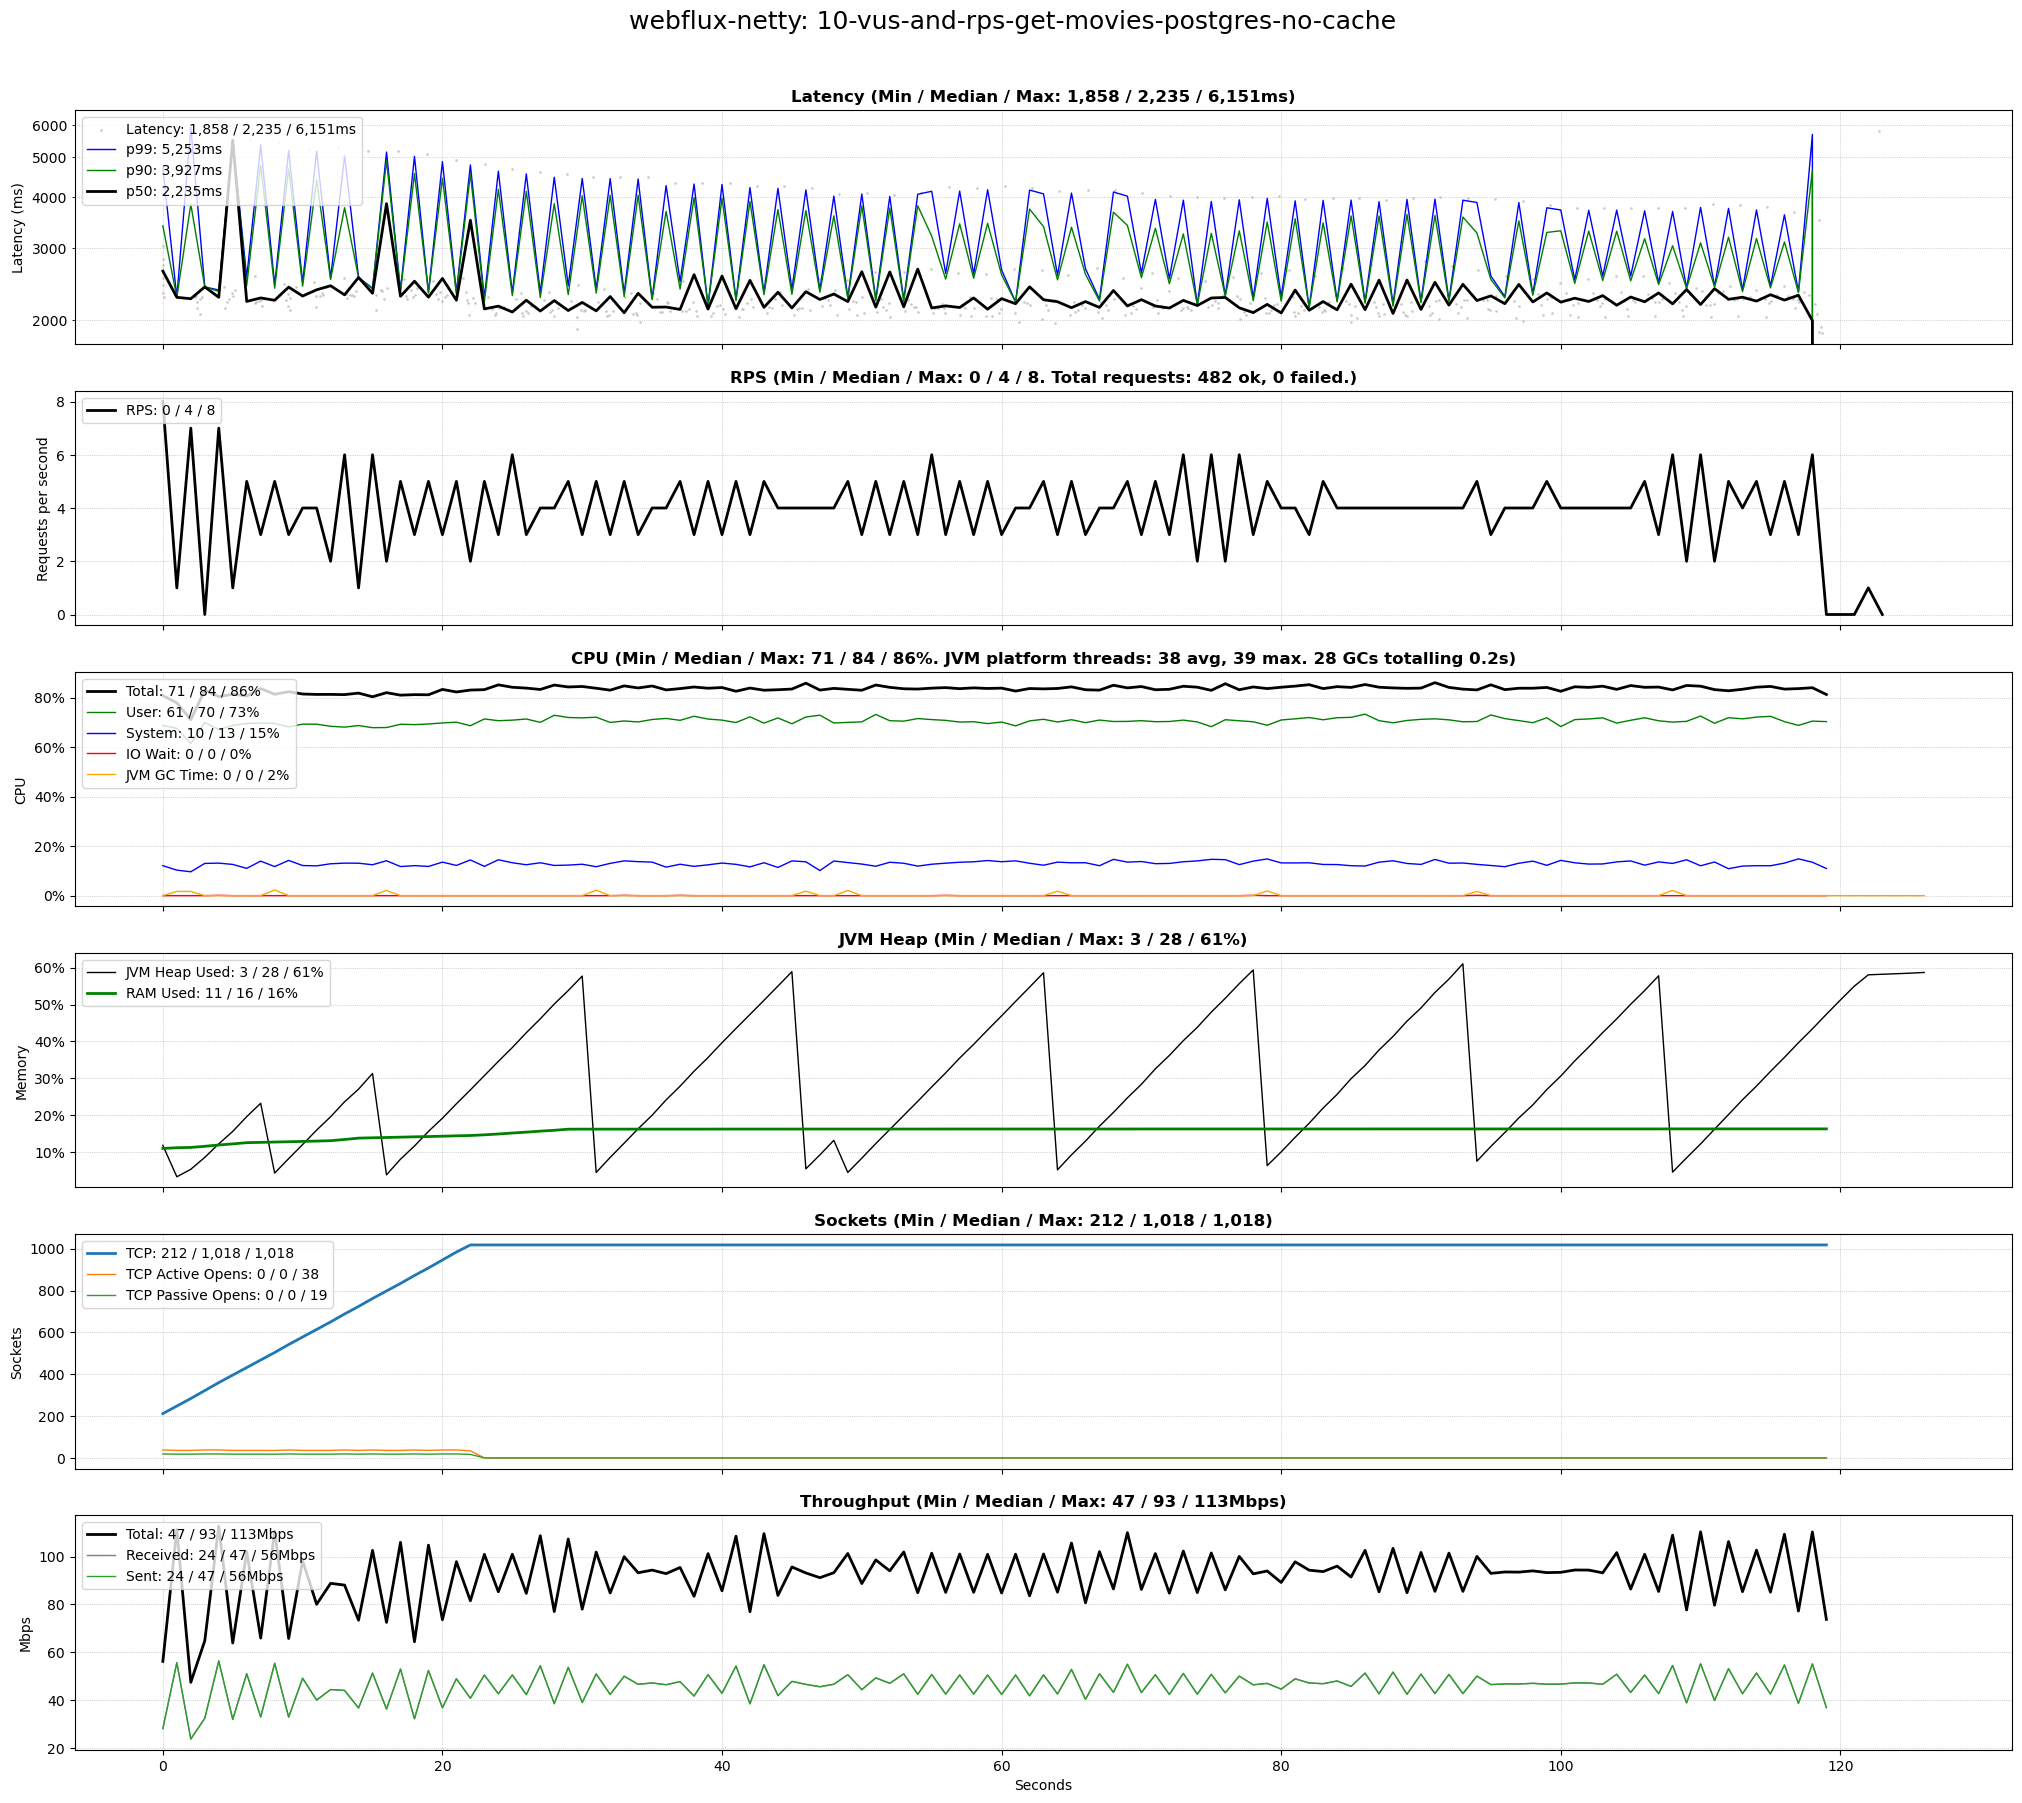 webflux-netty: 10-vus-and-rps-get-movies-postgres-no-cache
Latency (Min / Median / Max: 1,858 / 2,235 / 6,151ms)
Latency (ms)
6000
5000
4000
3000
2000
Latency: 1,858 / 2,235 / 6,151ms
p99: 5,253ms
p90: 3,927ms
p50: 2,235ms
RPS (Min / Median / Max: 0 / 4 / 8. Total requests: 482 ok, 0 failed.)
Requests per second
8
6
4
2
0
RPS: 0 / 4 / 8
CPU (Min / Median / Max: 71 / 84 / 86%. JVM platform threads: 38 avg, 39 max. 28 GCs totalling 0.2s)
CPU
80%
60%
40%
20%
0%
Total: 71 / 84 / 86%
User: 61 / 70 / 73%
System: 10 / 13 / 15%
IO Wait: 0 / 0 / 0%
JVM GC Time: 0 / 0 / 2%
JVM Heap (Min / Median / Max: 3 / 28 / 61%)
Memory
60%
50%
40%
30%
20%
10%
JVM Heap Used: 3 / 28 / 61%
RAM Used: 11 / 16 / 16%
Sockets (Min / Median / Max: 212 / 1,018 / 1,018)
Sockets
1000
800
600
400
200
0
TCP: 212 / 1,018 / 1,018
TCP Active Opens: 0 / 0 / 38
TCP Passive Opens: 0 / 0 / 19
Throughput (Min / Median / Max: 47 / 93 / 113Mbps)
Mbps
100
80
60
40
20
Total: 47 / 93 / 113Mbps
Received: 24 / 47 / 56Mbps
Sent: 24 / 47 / 56Mbps
0 20 40 60 80 100 120
Seconds